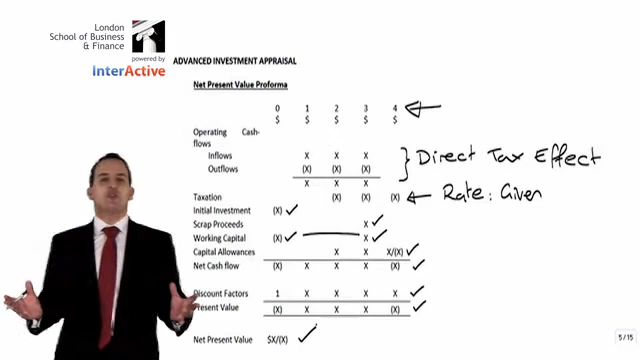 London
School of Business
& Finance
powered by
InterActive
ADVANCED INVESTMENT APPRAISAL
Net Present Value Proforma
0 1 2 3 4
$ $ $ $ $
Operating Cash-
flows
Inflows X X X
Outflows (X) (X) (X)
X X X
Direct Tax Effect
Taxation (X) (X) (X)
Rate: Given
Initial Investment (X)
Scrap Proceeds X
Working Capital (X) X
Capital Allowances X X X/(X)
Net Cash flow (X) X X X (X)
Discount Factors 1 X X X X
Present Value (X) X X X (X)
Net Present Value $X/(X)
5/15